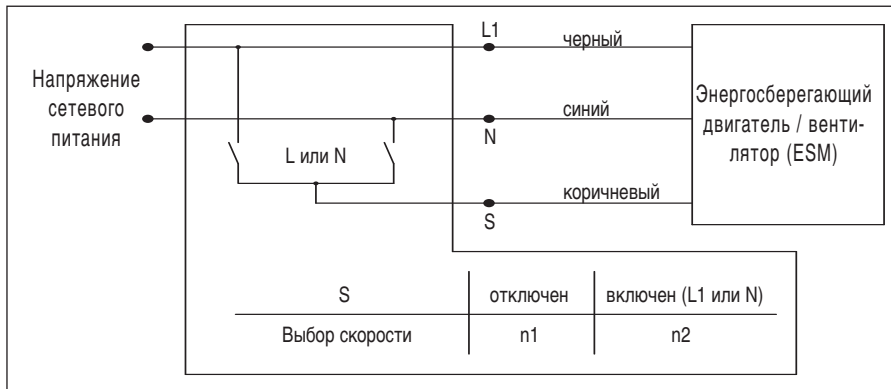 Напряжение
сетевого
питания
L1
черный
N
синий
S
коричневый
L или N
Энергосберегающий
двигатель / венти-
лятор (ESM)
S отключен включен (L1 или N)
Выбор скорости n1 n2